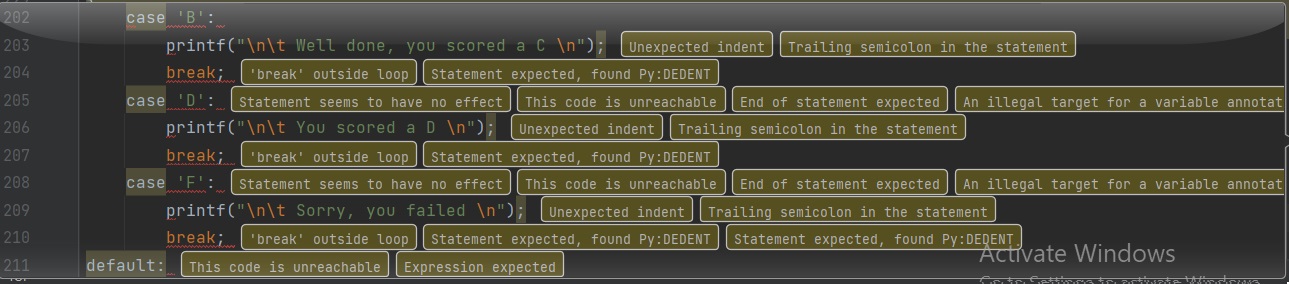 202 case 'B':
203 printf("\n\t Well done, you scored a C \n"); Unexpected indent Trailing semicolon in the statement
204 break; 'break' outside loop Statement expected, found Py:DEDENT
205 case 'D': Statement seems to have no effect This code is unreachable End of statement expected An illegal target for a variable annotat
206 printf("\n\t You scored a D \n"); Unexpected indent Trailing semicolon in the statement
207 break; 'break' outside loop Statement expected, found Py:DEDENT
208 case 'F': Statement seems to have no effect This code is unreachable End of statement expected An illegal target for a variable annotat
209 printf("\n\t Sorry, you failed \n"); Unexpected indent Trailing semicolon in the statement
210 break; 'break' outside loop Statement expected, found Py:DEDENT Statement expected, found Py:DEDENT
Activate Windows
211 default: This code is unreachable Expression expected
Go to Settings to activate Windows.